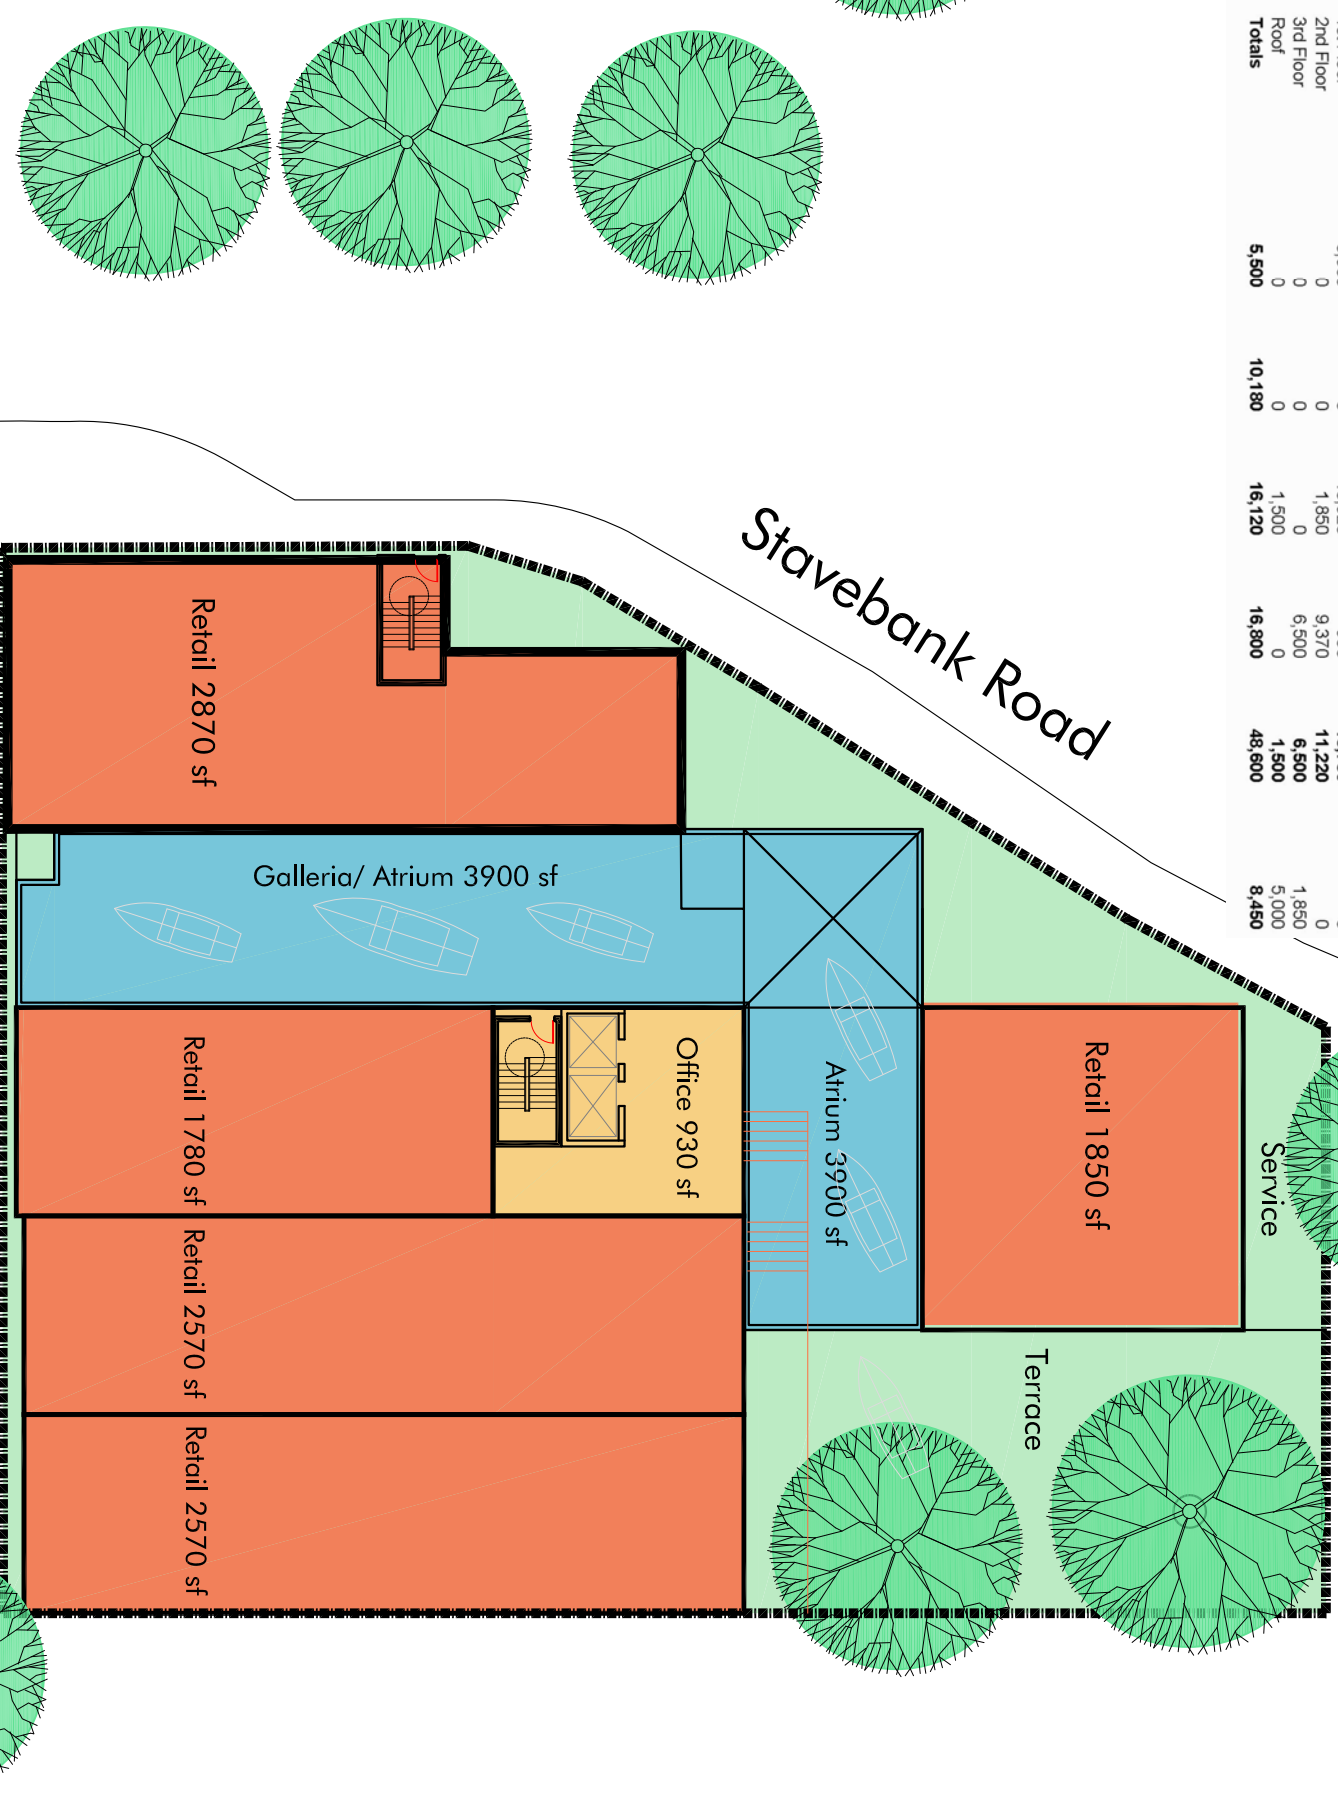 2nd Floor 0 0 1,850 9,370 11,220 0
3rd Floor 0 0 0 6,500 6,500 1,850
Roof 0 0 1,500 0 1,500 5,000
Totals 5,500 10,180 16,120 16,800 48,600 8,450
Stavebank Road
Retail 2870 sf
Galleria/ Atrium 3900 sf
Retail 1780 sf
Office 930 sf
Atrium 3900 sf
Retail 1850 sf
Service
Retail 2570 sf
Terrace
Retail 2570 sf